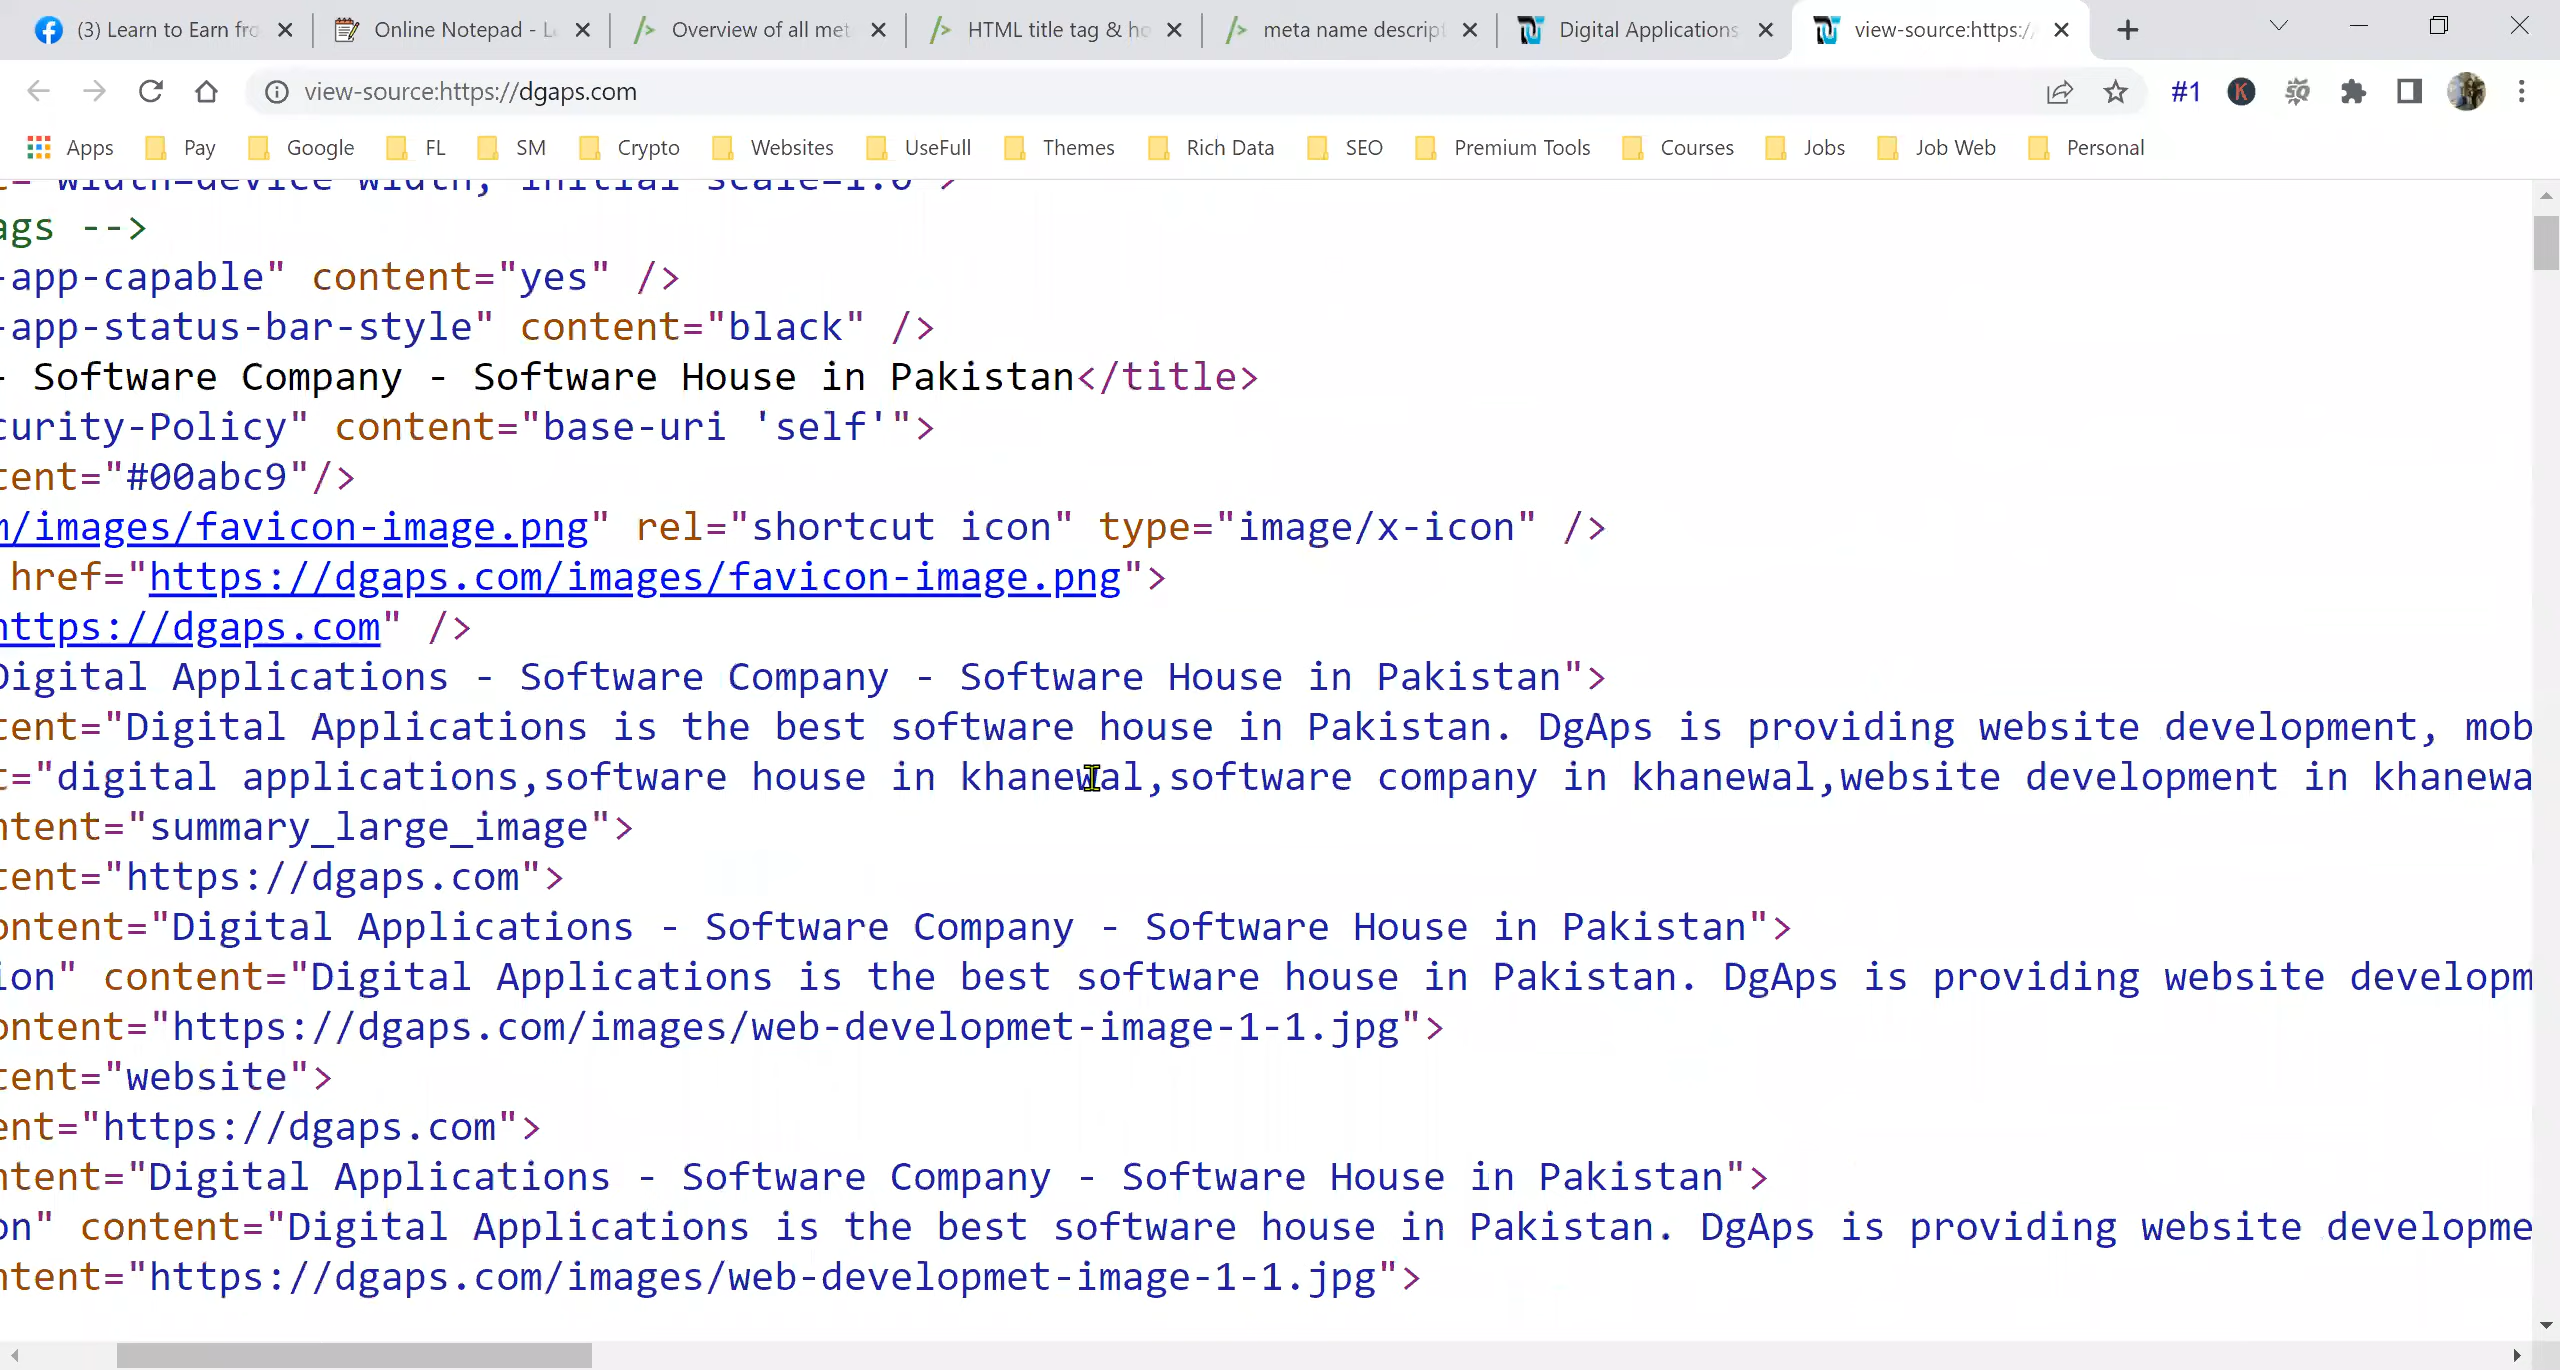 (3) Learn to Earn fro
Online Notepad - Le
Overview of all met
HTML title tag & ho
meta name descript
Digital Applications
view-source:https:/
view-source:https://dgaps.com
#1
K
SQ
Apps
Pay
Google
FL
SM
Crypto
Websites
UseFull
Themes
Rich Data
SEO
Premium Tools
Courses
Jobs
Job Web
Personal
t="width=device-width, initial-scale=1.0">
ags -->
-app-capable" content="yes" />
-app-status-bar-style" content="black" />
- Software Company - Software House in Pakistan</title>
curity-Policy" content="base-uri 'self'">
tent="#00abc9"/>
m/images/favicon-image.png" rel="shortcut icon" type="image/x-icon" />
href="https://dgaps.com/images/favicon-image.png">
https://dgaps.com" />
Digital Applications - Software Company - Software House in Pakistan">
tent="Digital Applications is the best software house in Pakistan. DgAps is providing website development, mob
t="digital applications,software house in khanewal,software company in khanewal,website development in khanewa
ntent="summary_large_image">
tent="https://dgaps.com">
ontent="Digital Applications - Software Company - Software House in Pakistan">
ion" content="Digital Applications is the best software house in Pakistan. DgAps is providing website developm
ontent="https://dgaps.com/images/web-developmet-image-1-1.jpg">
tent="website">
ent="https://dgaps.com">
ntent="Digital Applications - Software Company - Software House in Pakistan">
on" content="Digital Applications is the best software house in Pakistan. DgAps is providing website developme
ntent="https://dgaps.com/images/web-developmet-image-1-1.jpg">